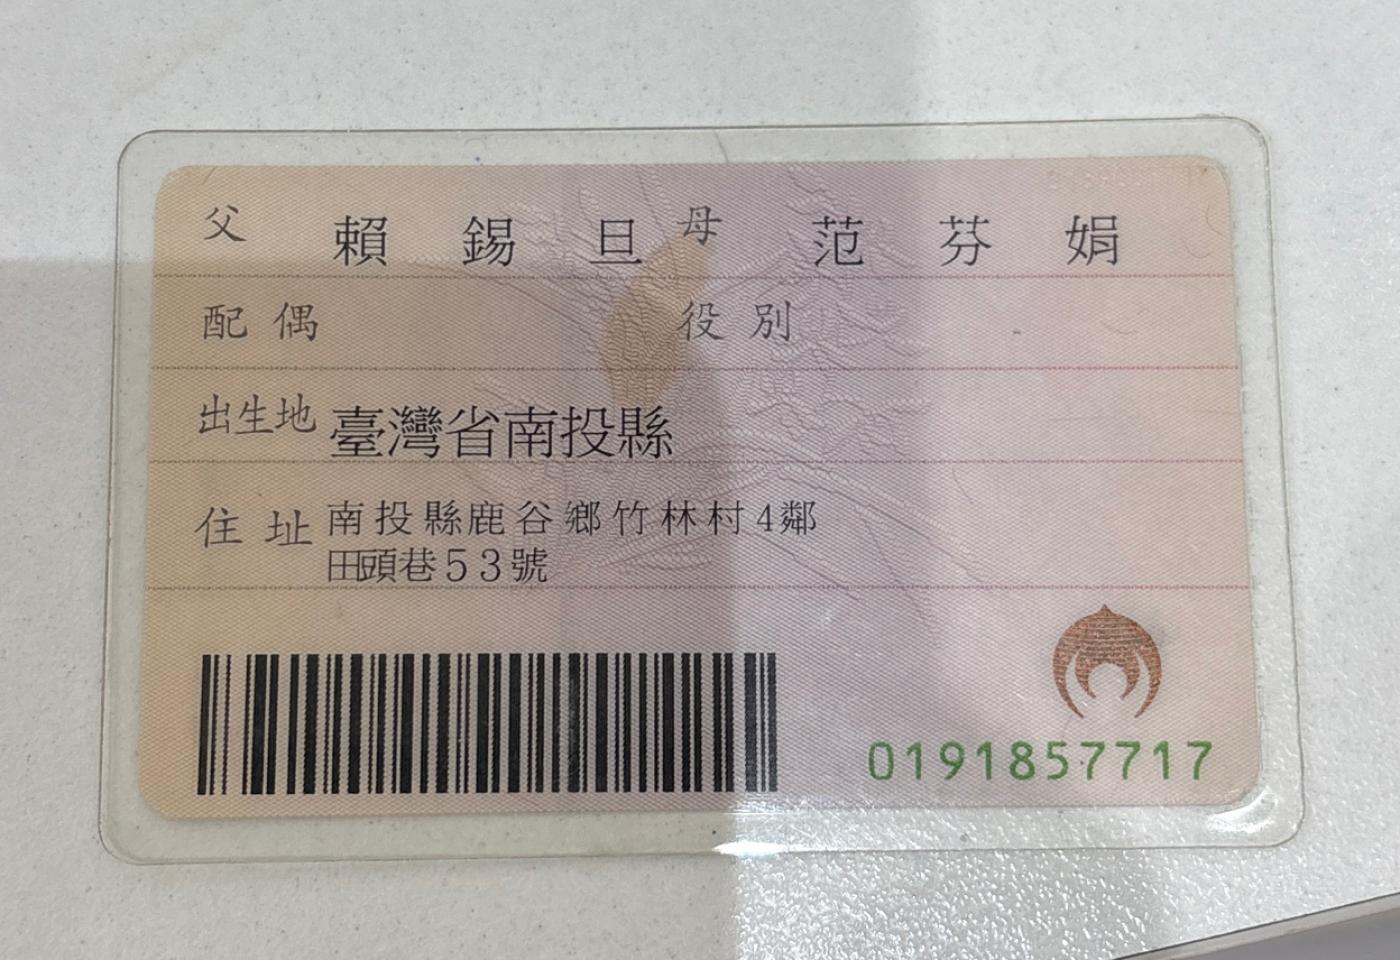 父 賴錫旦 母 范芬娟
配偶 役別
出生地 臺灣省南投縣
住址 南投縣鹿谷鄉竹林村4鄰
田頭巷53號
0191857717